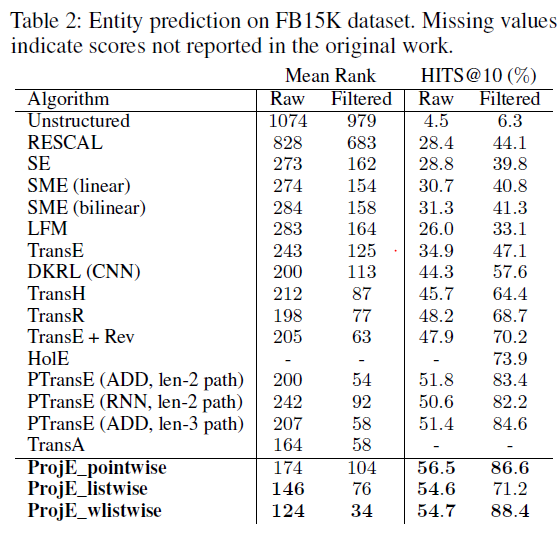 Table 2: Entity prediction on FB15K dataset. Missing values
indicate scores not reported in the original work.
Mean Rank HITS@10 (%)
Algorithm Raw Filtered Raw Filtered
Unstructured 1074 979 4.5 6.3
RESCAL 828 683 28.4 44.1
SE 273 162 28.8 39.8
SME (linear) 274 154 30.7 40.8
SME (bilinear) 284 158 31.3 41.3
LFM 283 164 26.0 33.1
TransE 243 125 34.9 47.1
DKRL (CNN) 200 113 44.3 57.6
TransH 212 87 45.7 64.4
TransR 198 77 48.2 68.7
TransE + Rev 205 63 47.9 70.2
HolE - - - 73.9
PTransE (ADD, len-2 path) 200 54 51.8 83.4
PTransE (RNN, len-2 path) 242 92 50.6 82.2
PTransE (ADD, len-3 path) 207 58 51.4 84.6
TransA 164 58 - -
ProjE_pointwise 174 104 56.5 86.6
ProjE_listwise 146 76 54.6 71.2
ProjE_wlistwise 124 34 54.7 88.4